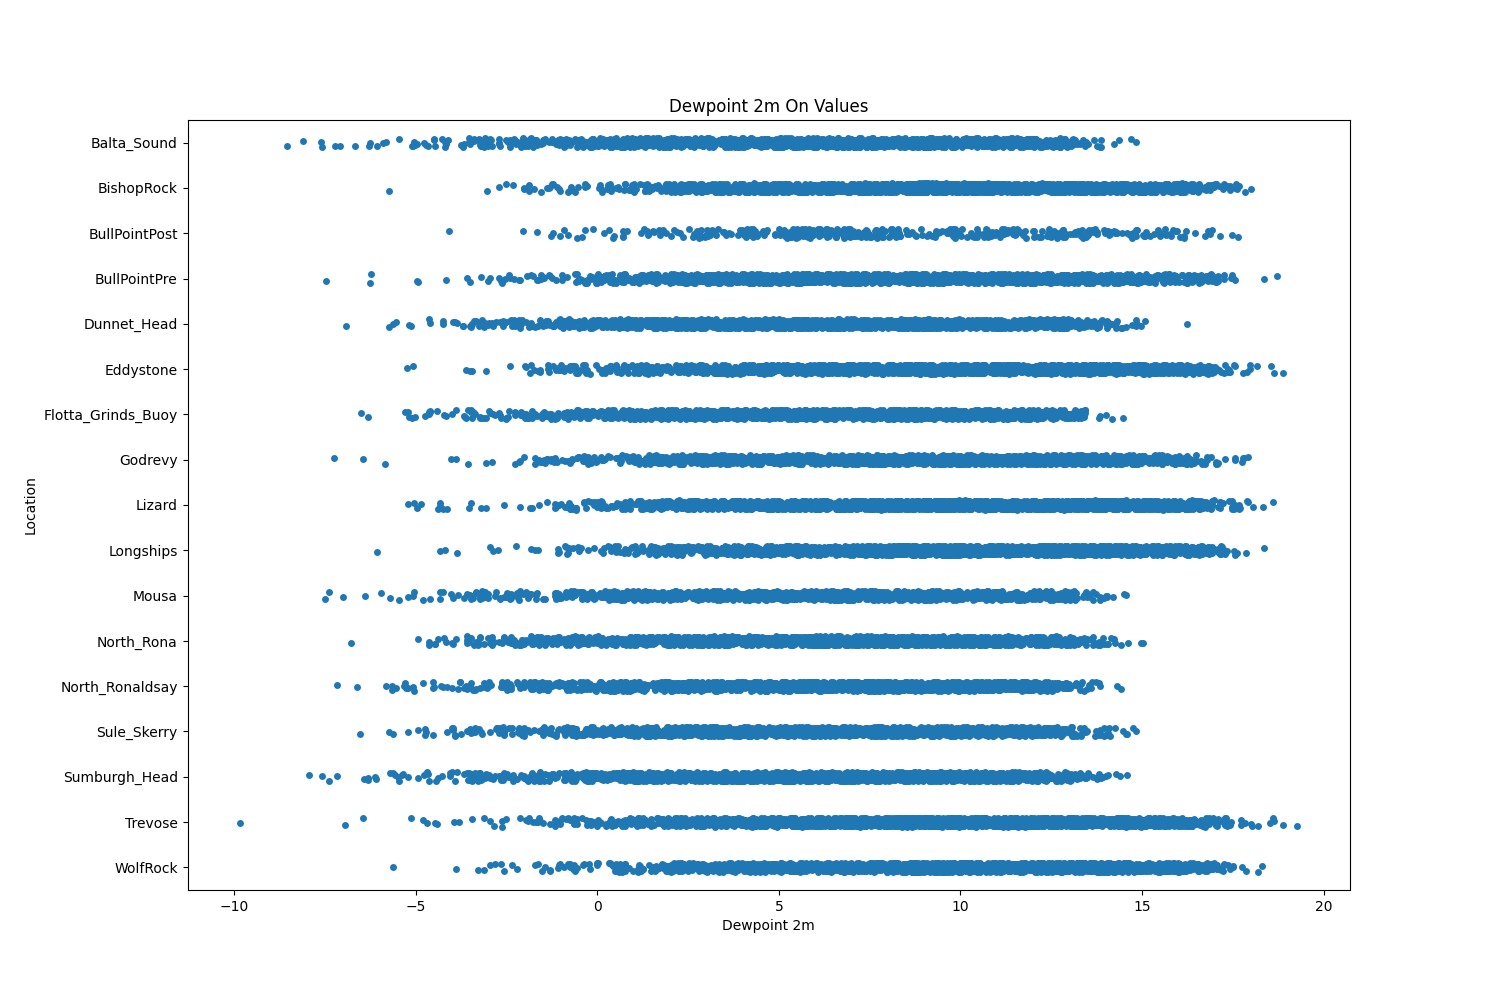 Dewpoint 2m On Values
Location
Balta_Sound
BishopRock
BullPointPost
BullPointPre
Dunnet_Head
Eddystone
Flotta_Grinds_Buoy
Godrevy
Lizard
Longships
Mousa
North_Rona
North_Ronaldsay
Sule_Skerry
Sumburgh_Head
Trevose
WolfRock
−10 −5 0 5 10 15 20
Dewpoint 2m